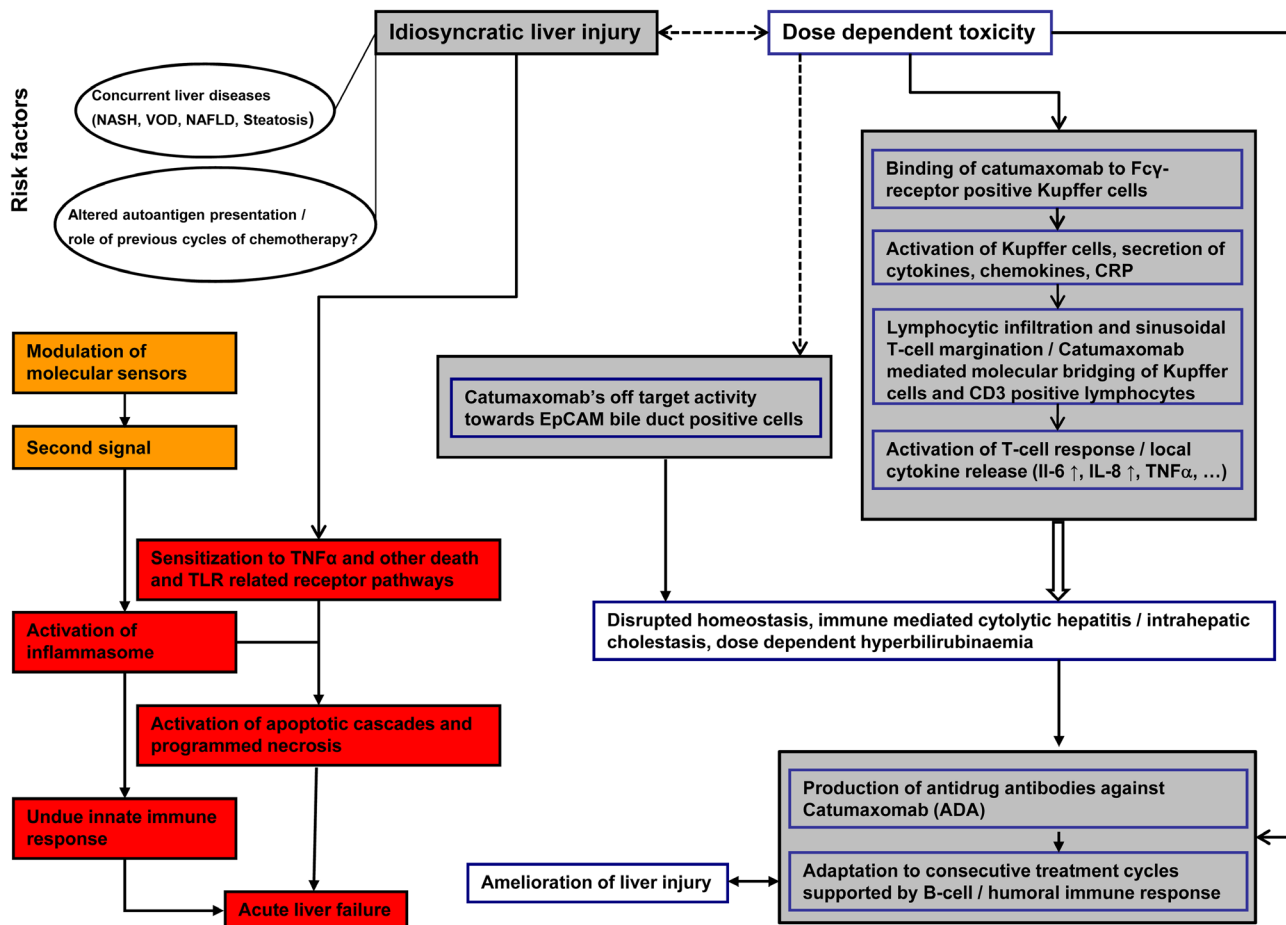 Idiosyncratic liver injury
Dose dependent toxicity
Risk factors
Concurrent liver diseases
(NASH, VOD, NAFLD, Steatosis)
Altered autoantigen presentation /
role of previous cycles of chemotherapy?
Binding of catumaxomab to Fcγ-
receptor positive Kupffer cells
Activation of Kupffer cells, secretion of
cytokines, chemokines, CRP
Lymphocytic infiltration and sinusoidal
T-cell margination / Catumaxomab
mediated molecular bridging of Kupffer
cells and CD3 positive lymphocytes
Activation of T-cell response / local
cytokine release (Il-6 ↑, IL-8 ↑, TNFα, …)
Modulation of
molecular sensors
Second signal
Catumaxomab's off target activity
towards EpCAM bile duct positive cells
Sensitization to TNFα and other death
and TLR related receptor pathways
Activation of
inflammasome
Disrupted homeostasis, immune mediated cytolytic hepatitis / intrahepatic
cholestasis, dose dependent hyperbilirubinaemia
Activation of apoptotic cascades and
programmed necrosis
Undue innate immune
response
Production of antidrug antibodies against
Catumaxomab (ADA)
Adaptation to consecutive treatment cycles
supported by B-cell / humoral immune response
Amelioration of liver injury
Acute liver failure